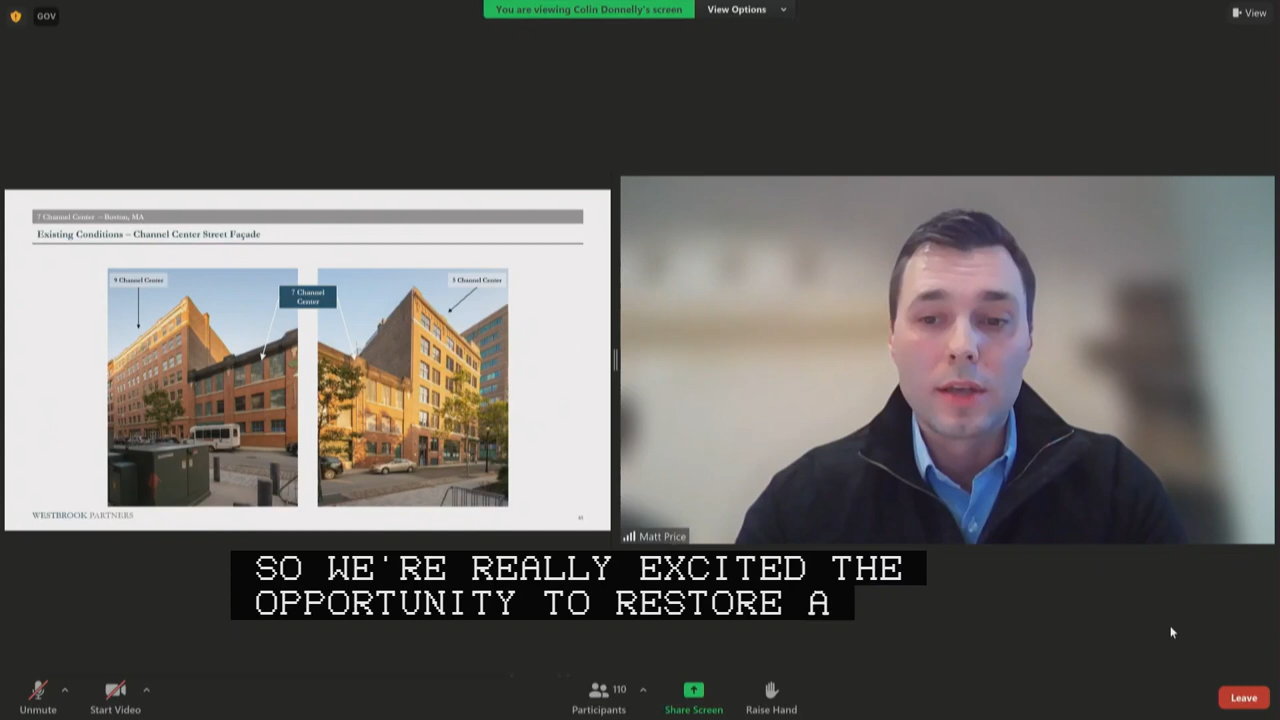 GOV
You are viewing Colin Donnelly's screen
View Options
View
7 Channel Center – Boston, MA
Existing Conditions – Channel Center Street Façade
9 Channel Center
7 Channel
Center
5 Channel Center
WESTBROOK PARTNERS
Matt Price
SO WE'RE REALLY EXCITED THE
OPPORTUNITY TO RESTORE A
Unmute
Start Video
Participants
110
Share Screen
Raise Hand
Leave